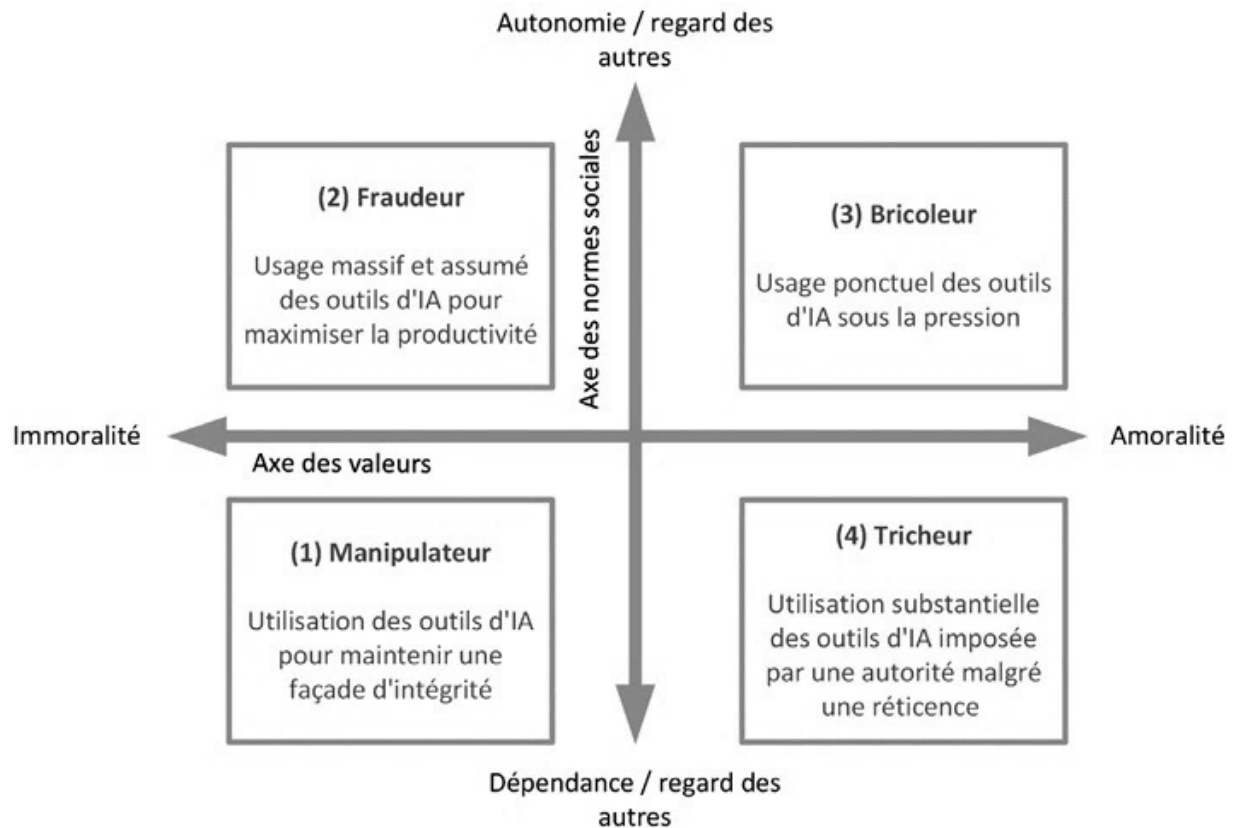 Autonomie / regard des
autres
Axe des normes sociales
(2) Fraudeur
Usage massif et assumé
des outils d'IA pour
maximiser la productivité
(3) Bricoleur
Usage ponctuel des outils
d'IA sous la pression
Immoralité
Amoralité
Axe des valeurs
(1) Manipulateur
Utilisation des outils d'IA
pour maintenir une
façade d'intégrité
(4) Tricheur
Utilisation substantielle
des outils d'IA imposée
par une autorité malgré
une réticence
Dépendance / regard des
autres